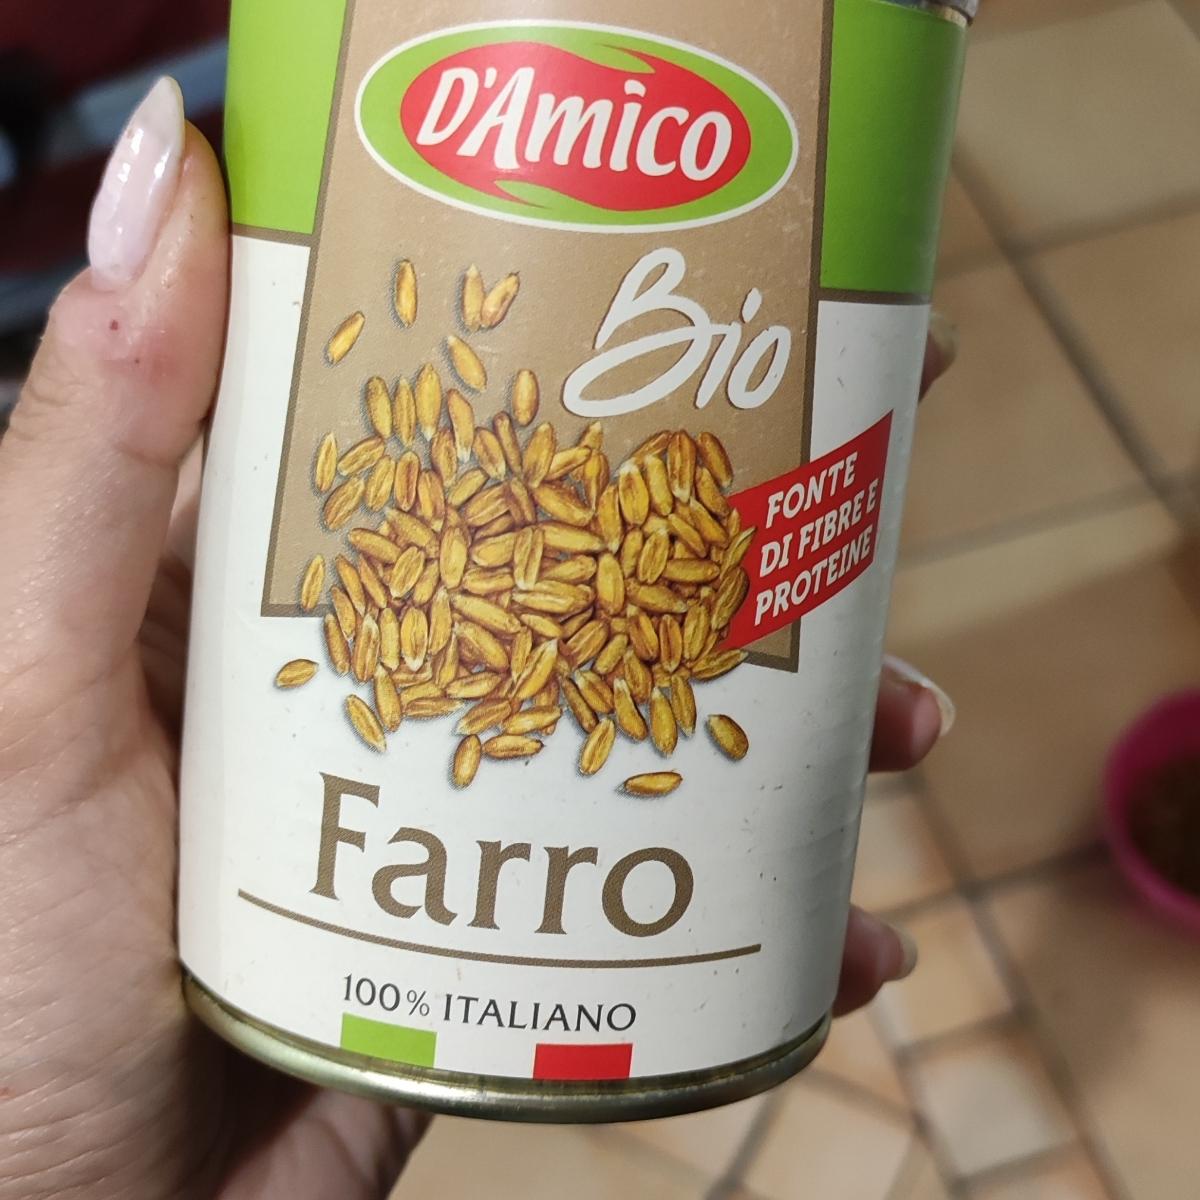 D'Amico
Bio
FONTE
DI FIBRE E
PROTEINE
Farro
100% ITALIANO